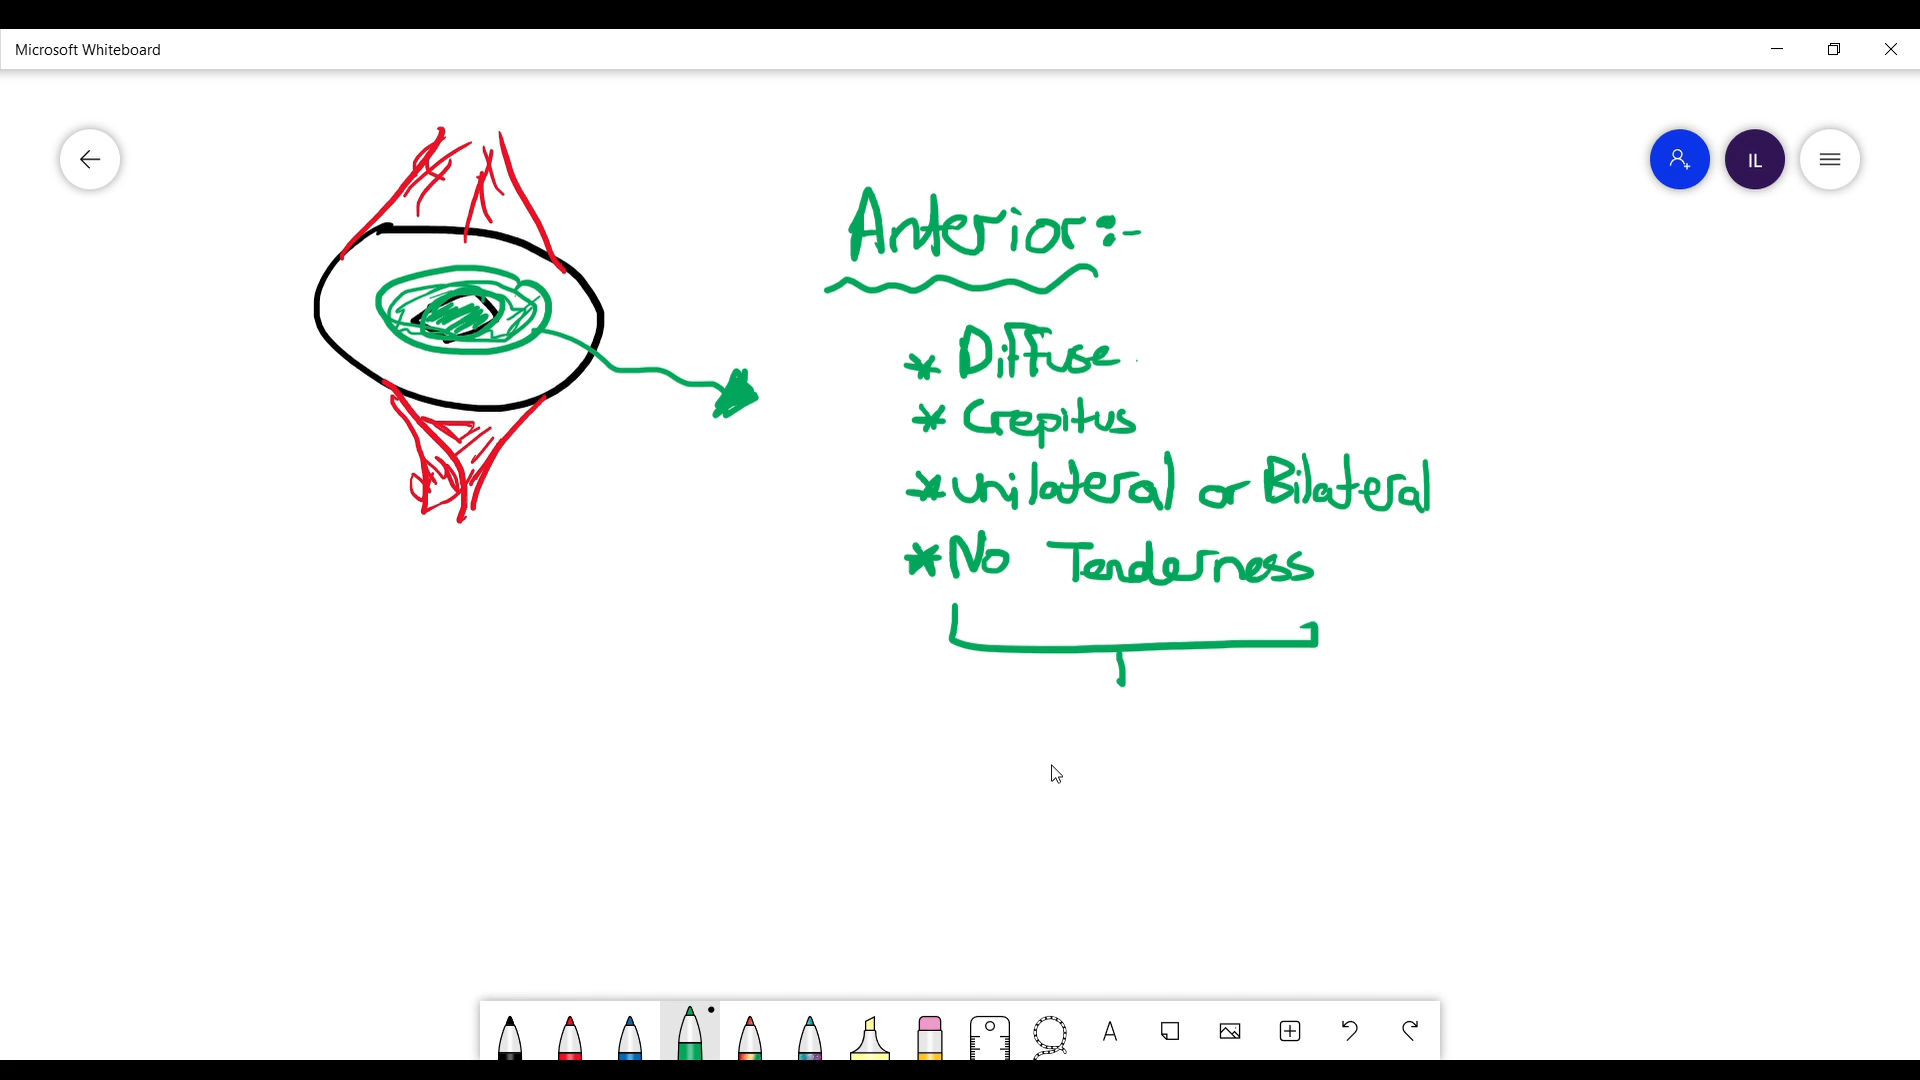 Microsoft Whiteboard
IL
Anterior:-
* Diffuse
* Crepitus
* unilateral or Bilateral
* No Tenderness
A